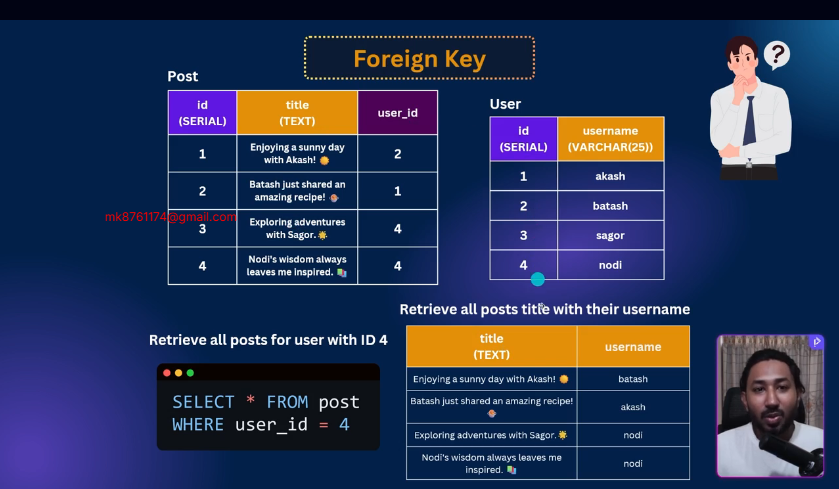 Foreign Key
?
Post
id
(SERIAL)
title
(TEXT)
user_id
1
Enjoying a sunny day
with Akash! 🌞
2
2
Batash just shared an
amazing recipe! 🍲
1
3
Exploring adventures
with Sagor. 🌟
4
4
Nodi's wisdom always
leaves me inspired. 📚
4
mk8761174@gmail.com
User
id
(SERIAL)
username
(VARCHAR(25))
1
akash
2
batash
3
sagor
4
nodi
Retrieve all posts for user with ID 4
SELECT * FROM post
WHERE user_id = 4
Retrieve all posts title with their username
title
(TEXT)
username
Enjoying a sunny day with Akash! 🌞
batash
Batash just shared an amazing recipe!
🍲
akash
Exploring adventures with Sagor. 🌟
nodi
Nodi's wisdom always leaves me
inspired. 📚
nodi